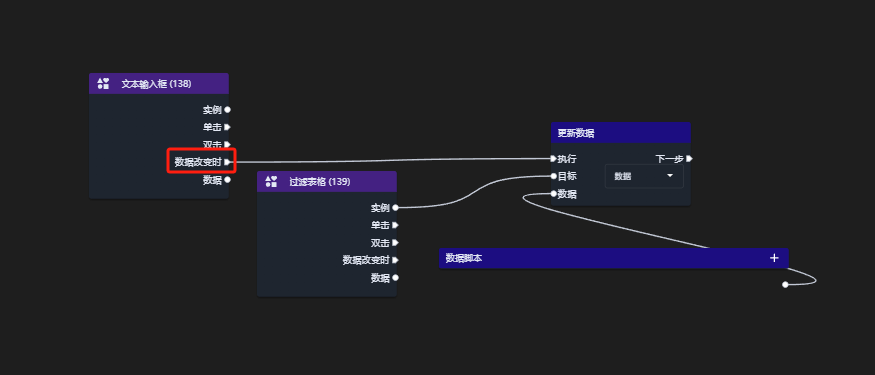 文本输入框 (138)
实例
单击
双击
数据改变时
数据
过滤表格 (139)
实例
单击
双击
数据改变时
数据
更新数据
执行
下一步
目标
数据
数据
数据脚本
+